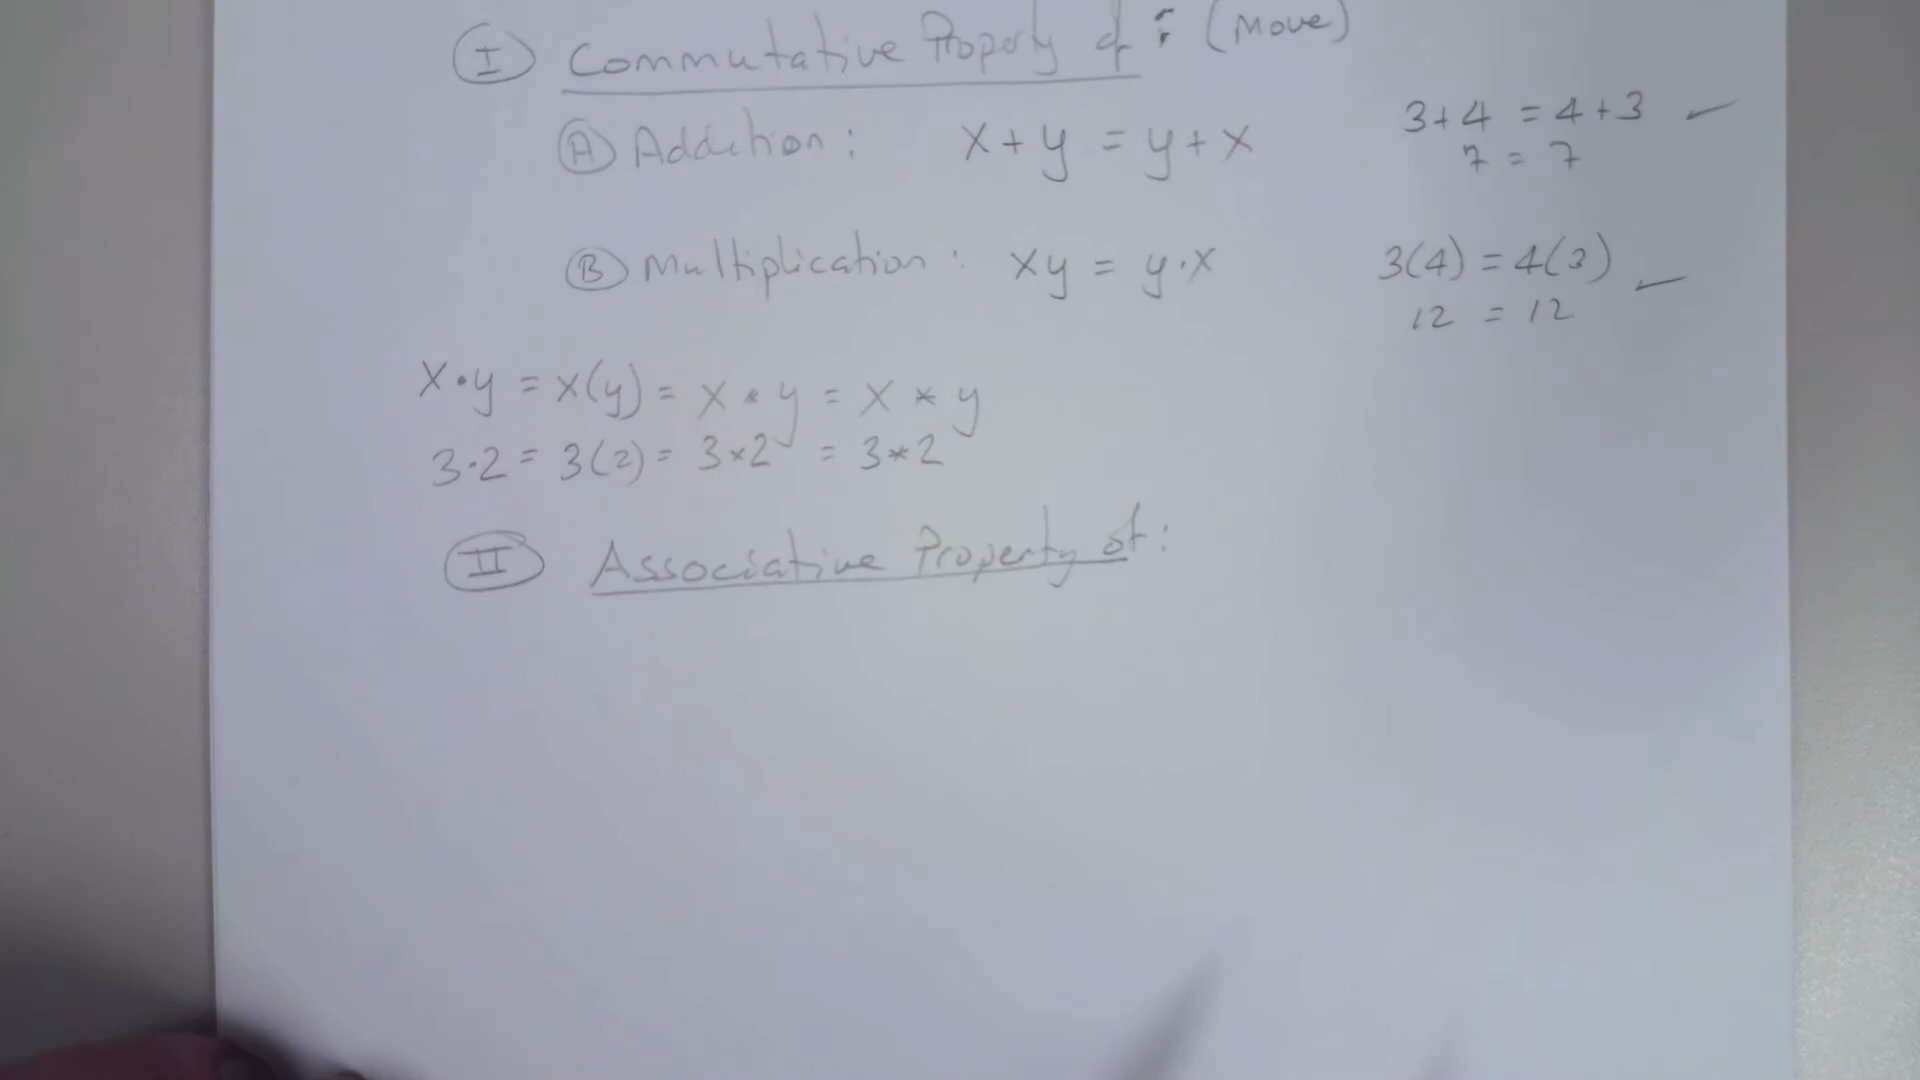 I Commutative Property of : (Move)
A Addition : x + y = y + x
3+4 = 4+3
7 = 7
B Multiplication : xy = y·x
3(4) = 4(3)
12 = 12
x·y = x(y) = x * y = x * y
3·2 = 3(2) = 3×2 = 3*2
II Associative Property of :